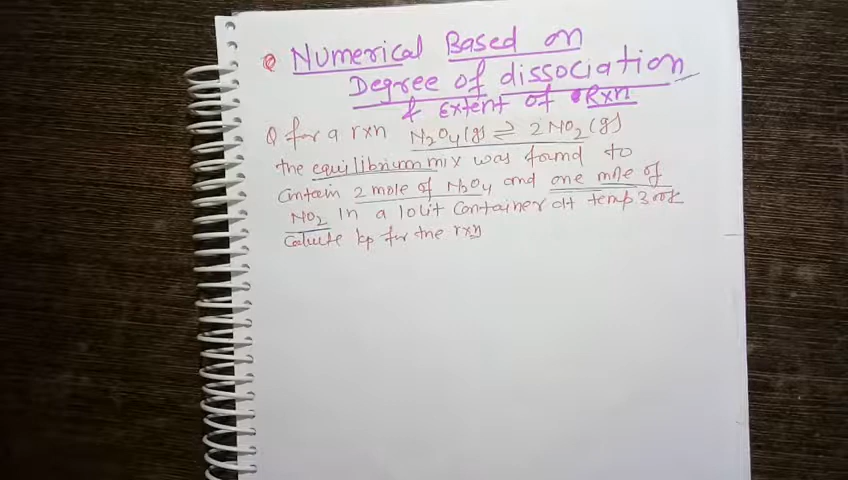 Q Numerical Based on
Degree of dissociation
& Extent of Rxn
Q for a rxn N₂O₄(g) ⇌ 2NO₂(g)
the equilibrium mix was found to
contain 2 mole of N₂O₄ and one mole of
NO₂ in a 10 lit container at temp 300K
Calculate kp for the rxn